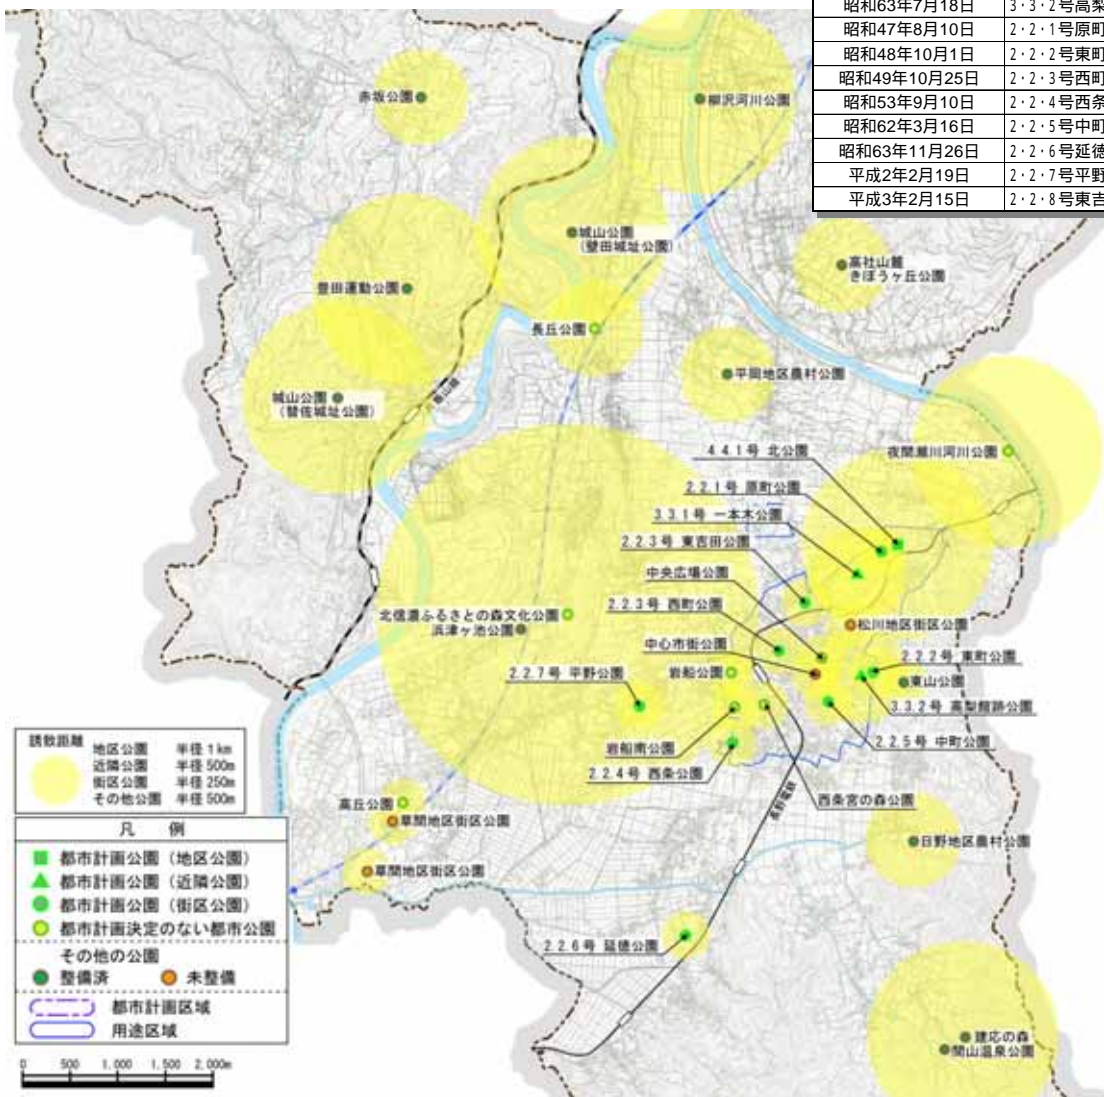 昭和63年7月18日 3・3・2号高梨
昭和47年8月10日 2・2・1号原町
昭和48年10月1日 2・2・2号東町
昭和49年10月25日 2・2・3号西町
昭和53年9月10日 2・2・4号西条
昭和62年3月16日 2・2・5号中町
昭和63年11月26日 2・2・6号延徳
平成2年2月19日 2・2・7号平野
平成3年2月15日 2・2・8号東吉
赤坂公園
柳沢河川公園
城山公園
(壁田城址公園)
高社山麓
きぼうヶ丘公園
豊田運動公園
長丘公園
平岡地区農村公園
城山公園
(替佐城址公園)
飯山線
夜間瀬川河川公園
4 4.1号 北公園
2.2.1号 原町公園
3.3.1号 一本木公園
2.2.3号 東吉田公園
中央広場公園
北信濃ふるさとの森文化公園
浜津ヶ池公園
2.2.3号 西町公園
松川地区街区公園
中心市街公園
2.2.2号 東町公園
2.2.7号 平野公園
岩船公園
東山公園
3.3.2号 高梨館跡公園
岩船南公園
2.2.5号 中町公園
2.2.4号 西条公園
西条宮の森公園
長野電鉄
高丘公園
草間地区街区公園
草間地区街区公園
日野地区農村公園
2.2.6号 延徳公園
建応の森
間山温泉公園
誘致距離
地区公園 半径1km
近隣公園 半径500m
街区公園 半径250m
その他公園 半径500m
凡 例
都市計画公園(地区公園)
都市計画公園(近隣公園)
都市計画公園(街区公園)
都市計画決定のない都市公園
その他の公園
整備済 未整備
都市計画区域
用途区域
0 500 1,000 1,500 2,000m